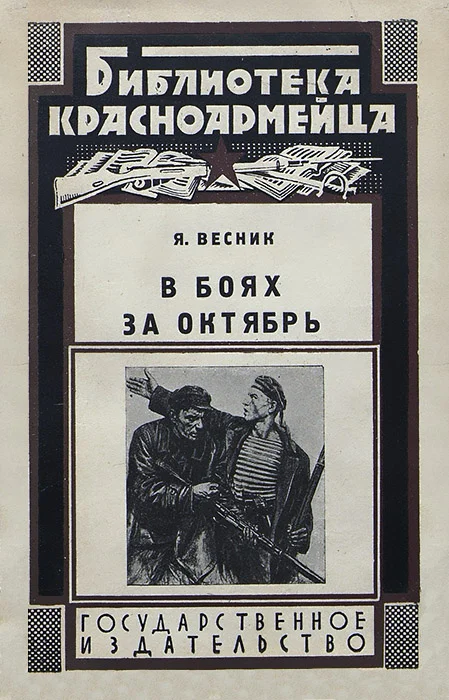 БИБЛИОТЕКА
КРАСНОАРМЕЙЦА
Я. ВЕСНИК
В БОЯХ
ЗА ОКТЯБРЬ
ГОСУДАРСТВЕННОЕ
ИЗДАТЕЛЬСТВО